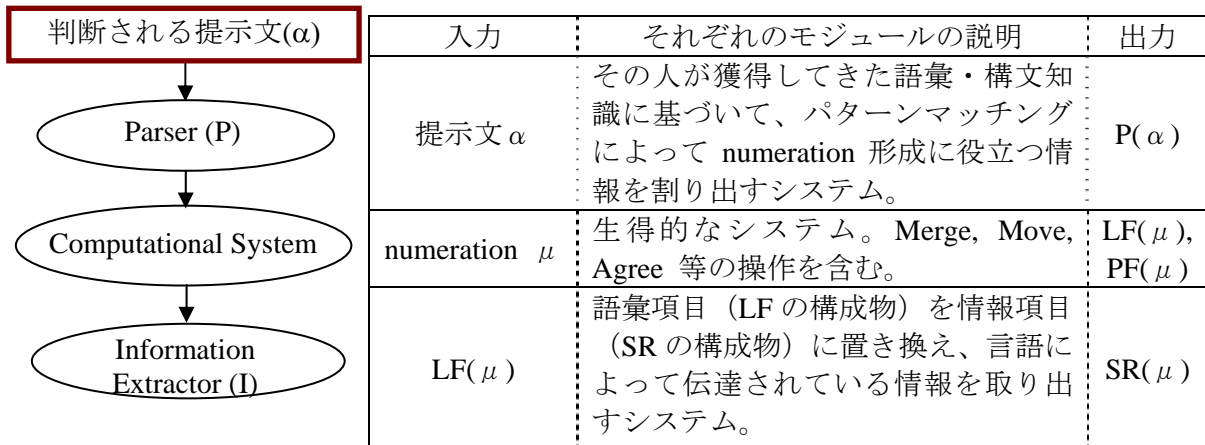 判断される提示文(α)
Parser (P)
Computational System
Information
Extractor (I)
入力 それぞれのモジュールの説明 出力
提示文α
その人が獲得してきた語彙・構文知
識に基づいて、パターンマッチング
によって numeration 形成に役立つ情
報を割り出すシステム。
P(α)
numeration μ
生得的なシステム。Merge, Move,
Agree 等の操作を含む。
LF(μ),
PF(μ)
LF(μ)
語彙項目（LF の構成物）を情報項目
（SR の構成物）に置き換え、言語に
よって伝達されている情報を取り出
すシステム。
SR(μ)